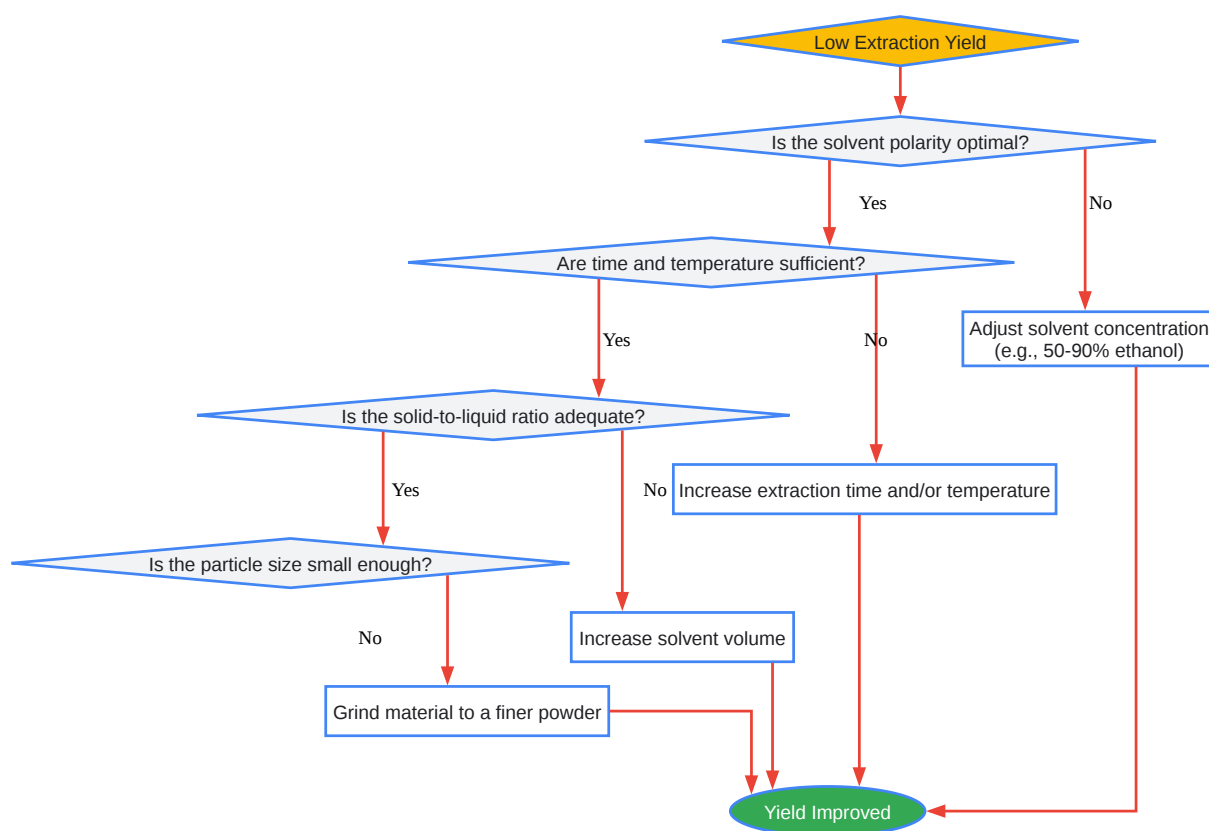 Low Extraction Yield
Is the solvent polarity optimal?
Yes
No
Are time and temperature sufficient?
Adjust solvent concentration
(e.g., 50-90% ethanol)
Yes
No
Is the solid-to-liquid ratio adequate?
Yes
No
Increase extraction time and/or temperature
Is the particle size small enough?
No
Increase solvent volume
Grind material to a finer powder
Yield Improved